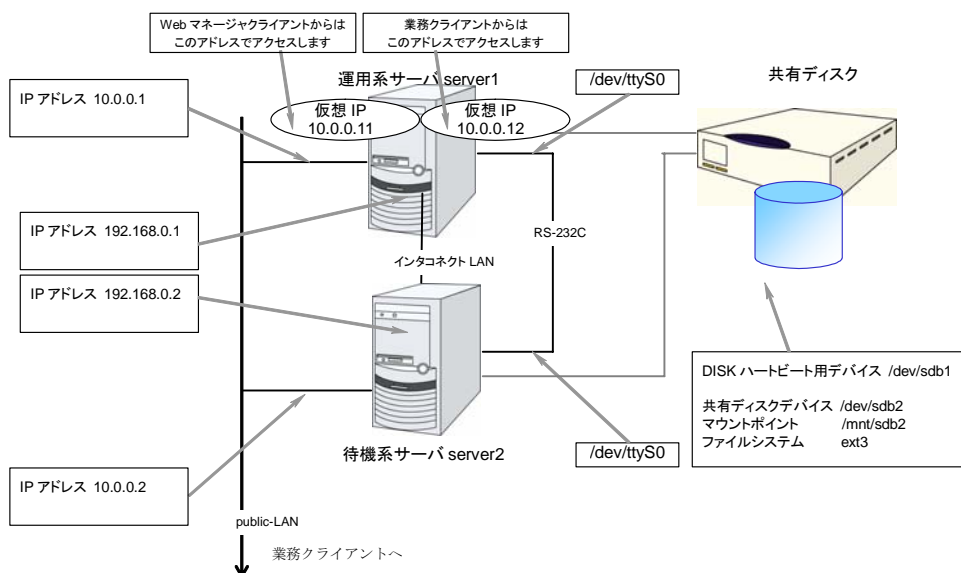 Web マネージャクライアントからは
このアドレスでアクセスします
業務クライアントからは
このアドレスでアクセスします
運用系サーバ server1
/dev/ttyS0
共有ディスク
IP アドレス 10.0.0.1
仮想 IP
10.0.0.11
仮想 IP
10.0.0.12
IP アドレス 192.168.0.1
RS-232C
インタコネクト LAN
IP アドレス 192.168.0.2
DISK ハートビート用デバイス /dev/sdb1
共有ディスクデバイス /dev/sdb2
マウントポイント /mnt/sdb2
ファイルシステム ext3
待機系サーバ server2
/dev/ttyS0
IP アドレス 10.0.0.2
public-LAN
業務クライアントへ